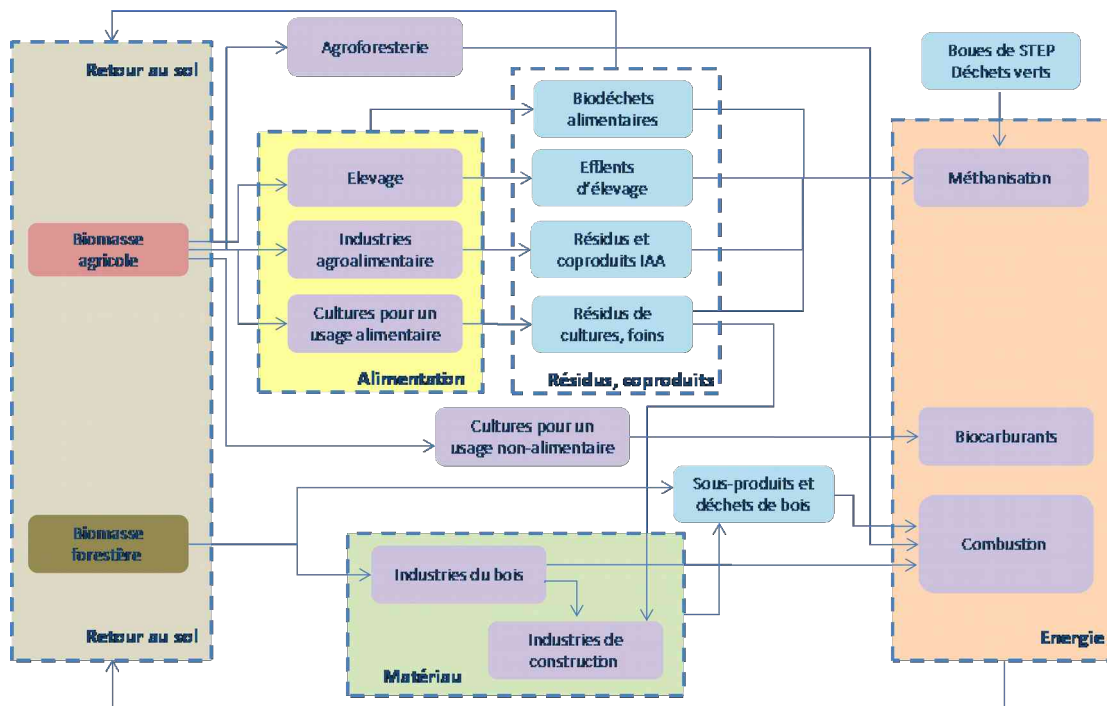 Retour au sol
Agroforesterie
Boues de STEP
Déchets verts
Biodéchets
alimentaires
Elevage
Effluents
d'élevage
Méthanisation
Biomasse
agricole
Industries
agroalimentaire
Résidus et
coproduits IAA
Cultures pour un
usage alimentaire
Résidus de
cultures, foins
Alimentation
Résidus, coproduits
Cultures pour un
usage non-alimentaire
Biocarburants
Sous-produits et
déchets de bois
Biomasse
forestière
Industries du bois
Combustion
Industries de
construction
Retour au sol
Matériau
Energie